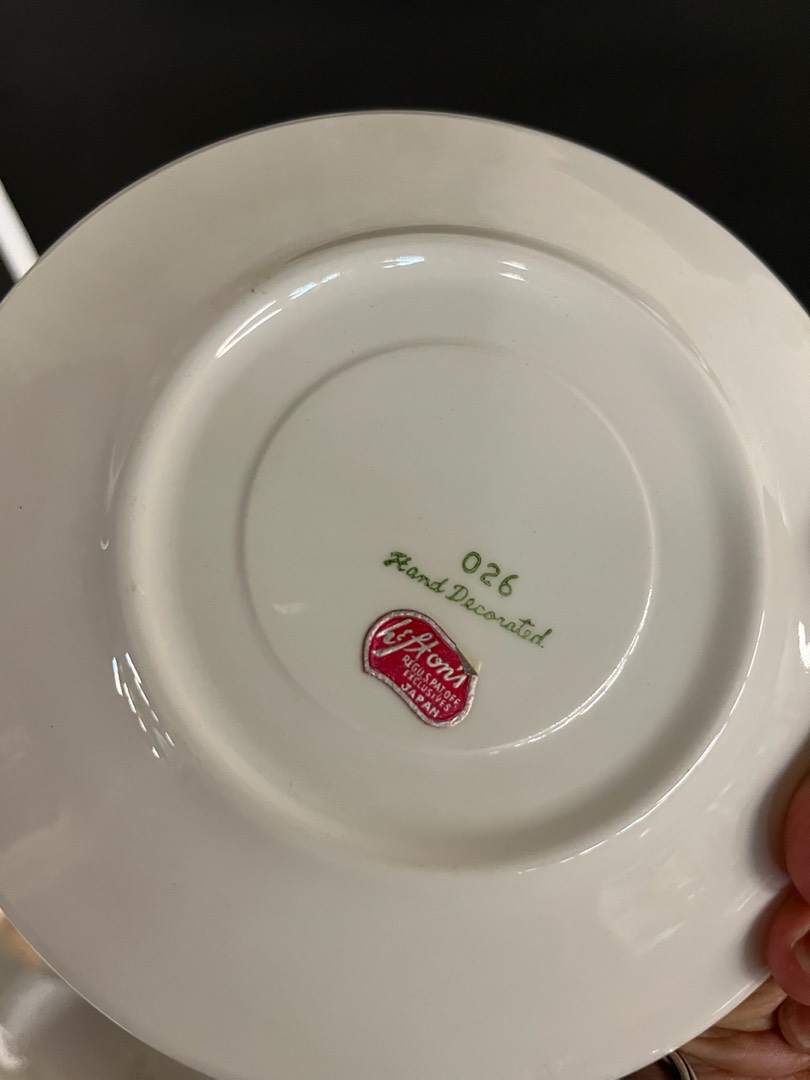 026
Hand Decorated
Lefton's
REG.U.S.PAT.OFF.
EXCLUSIVES
JAPAN